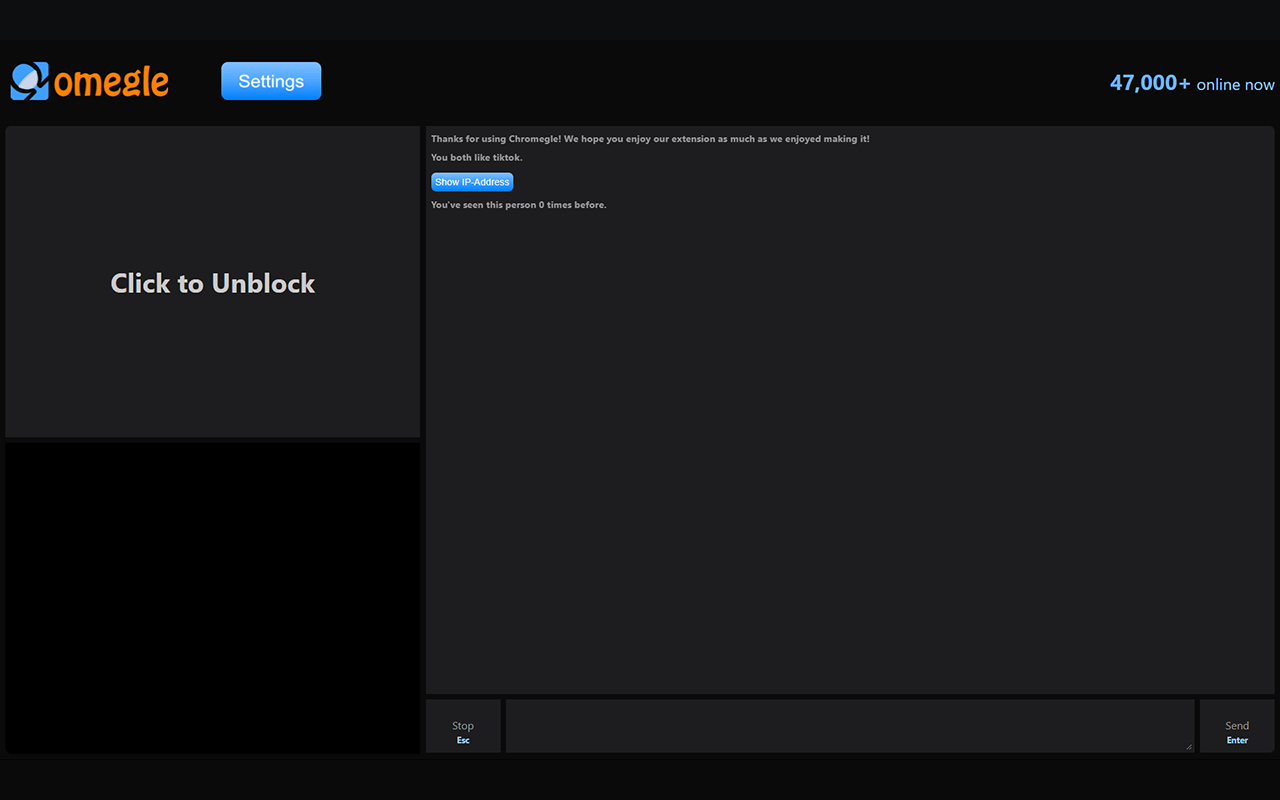 omegle
Settings
47,000+ online now
Click to Unblock
Thanks for using Chromegle! We hope you enjoy our extension as much as we enjoyed making it!
You both like tiktok.
Show IP-Address
You've seen this person 0 times before.
Stop
Esc
Send
Enter